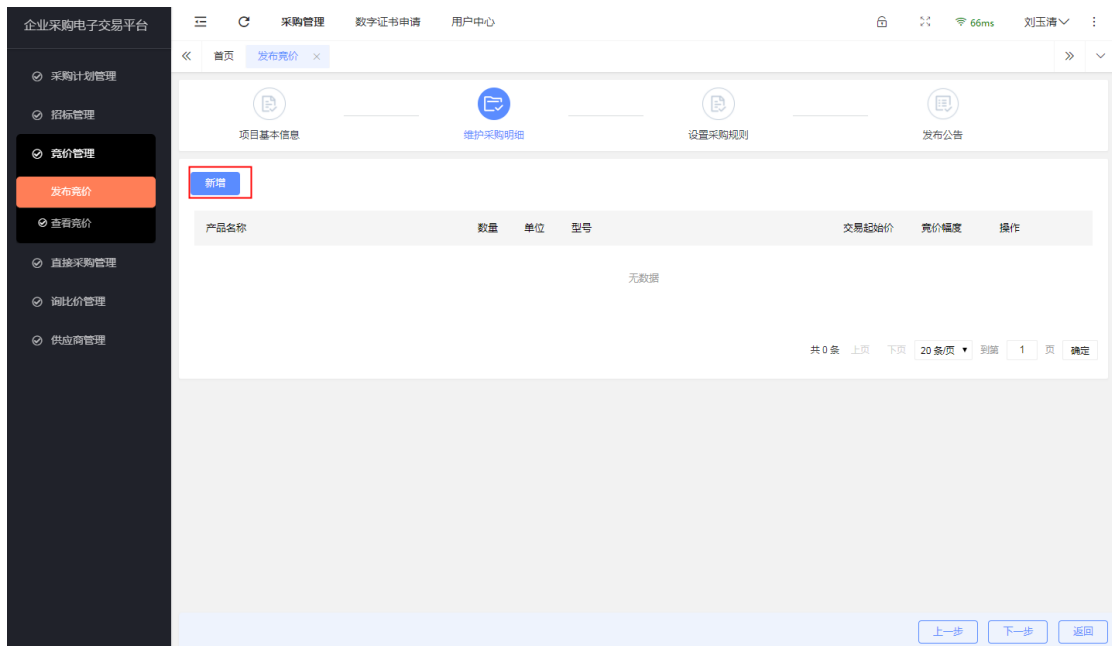 企业采购电子交易平台
采购管理 数字证书申请 用户中心 66ms 刘玉清
首页 发布竞价 ×
采购计划管理
招标管理
竞价管理
发布竞价
查看竞价
直接采购管理
询比价管理
供应商管理
项目基本信息 维护采购明细 设置采购规则 发布公告
新增
产品名称 数量 单位 型号 交易起始价 竞价幅度 操作
无数据
共 0 条 上页 下页 20 条/页 到第 1 页 确定
上一步 下一步 返回